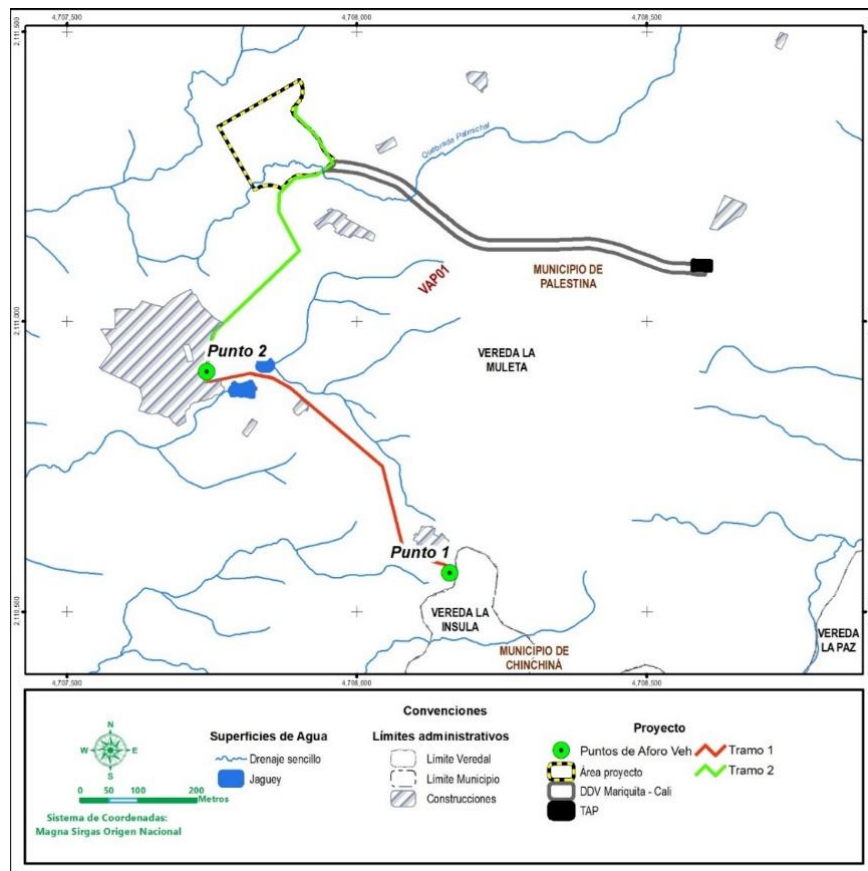 4,707,500
4,708,000
4,708,500
2,111,500
Quebrada Palestina
VAP01
MUNICIPIO DE
PALESTINA
2,111,000
Punto 2
VEREDA LA
MULETA
Punto 1
2,110,500
VEREDA LA
INSULA
VEREDA
LA PAZ
MUNICIPIO DE
CHINCHINÁ
4,707,500
4,708,000
4,708,500
Convenciones
N
W
E
S
0 50 100 200
Metros
Sistema de Coordenadas:
Magna Sirgas Origen Nacional
Superficies de Agua
Drenaje sencillo
Jaguey
Límites administrativos
Límite Veredal
Límite Municipio
Construcciones
Proyecto
Puntos de Aforo Veh
Área proyecto
DDV Mariquita - Cali
TAP
Tramo 1
Tramo 2